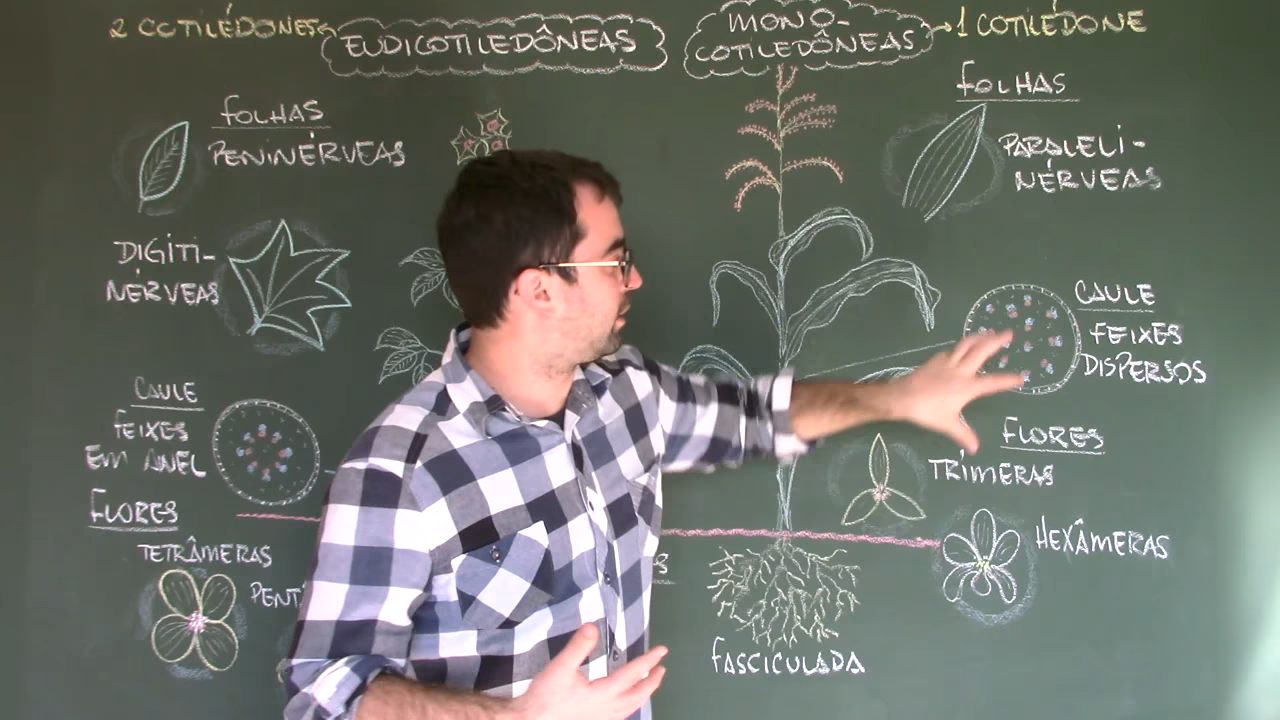 2 COTILÉDONES
EUDICOTILEDÔNEAS
MONO-
COTILEDÔNEAS
1 COTILÉDONE
FOLHAS
PENINÉRVEAS
DIGITI-
NÉRVEAS
CAULE
FEIXES
EM ANEL
FLORES
TETRÂMERAS
PENT
FOLHAS
PARALELI-
NÉRVEAS
CAULE
FEIXES
DISPERSOS
FLORES
TRÍMERAS
HEXÂMERAS
FASCICULADA